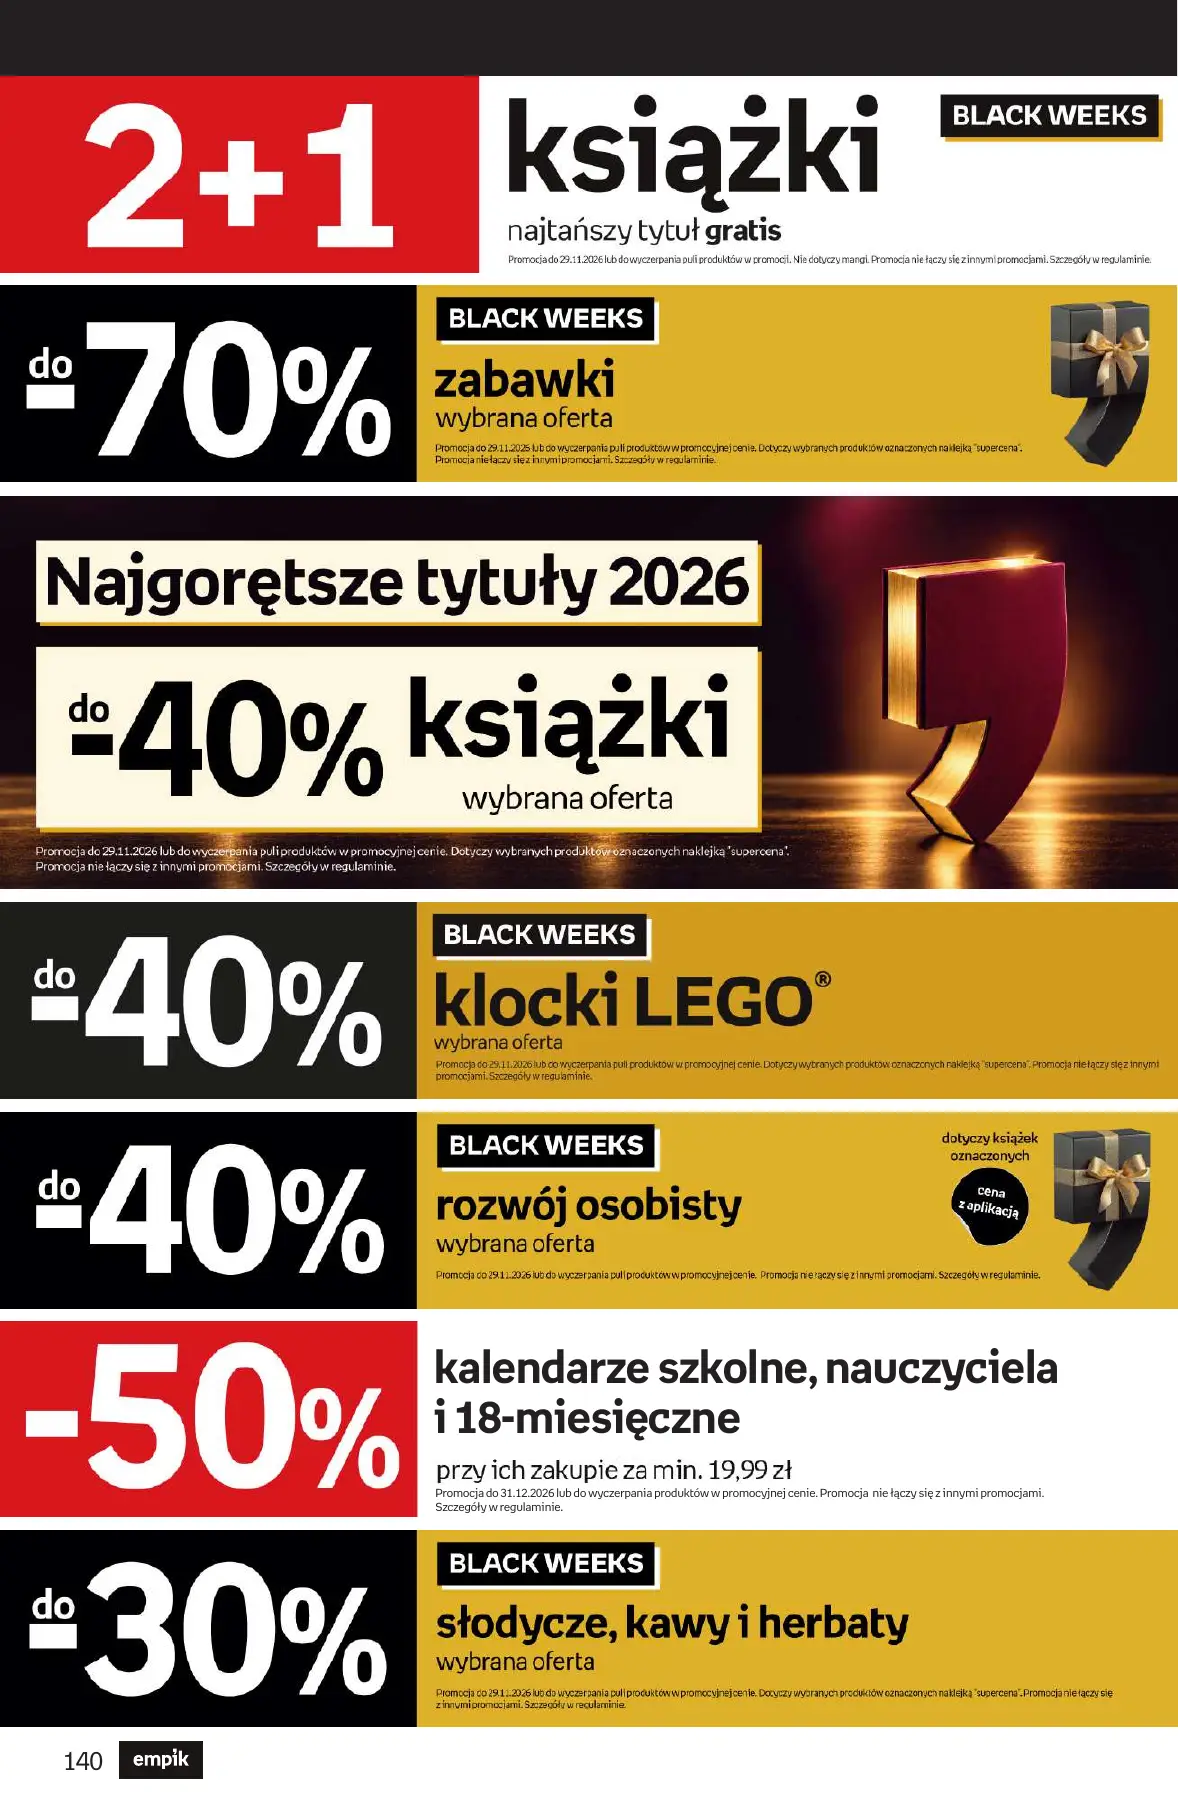 2+1
książki
BLACK WEEKS
najtańszy tytuł gratis
Promocja do 29.11.2026 lub do wyczerpania puli produktów w promocji. Nie dotyczy mangi. Promocja nie łączy się z innymi promocjami. Szczegóły w regulaminie.
do
-70%
BLACK WEEKS
zabawki
wybrana oferta
Promocja do 29.11.2026 lub do wyczerpania puli produktów w promocyjnej cenie. Dotyczy wybranych produktów oznaczonych naklejką "supercena".
Promocja nie łączy się z innymi promocjami. Szczegóły w regulaminie.
Najgorętsze tytuły 2026
do
-40%
książki
wybrana oferta
Promocja do 29.11.2026 lub do wyczerpania puli produktów w promocyjnej cenie. Dotyczy wybranych produktów oznaczonych naklejką "supercena".
Promocja nie łączy się z innymi promocjami. Szczegóły w regulaminie.
do
-40%
BLACK WEEKS
klocki LEGO®
wybrana oferta
Promocja do 29.11.2026 lub do wyczerpania puli produktów w promocyjnej cenie. Dotyczy wybranych produktów oznaczonych naklejką "supercena". Promocja nie łączy się z innymi
promocjami. Szczegóły w regulaminie.
do
-40%
BLACK WEEKS
rozwój osobisty
wybrana oferta
dotyczy książek
oznaczonych
cena
z aplikacją
Promocja do 29.11.2026 lub do wyczerpania puli produktów w promocyjnej cenie. Promocja nie łączy się z innymi promocjami. Szczegóły w regulaminie.
-50%
kalendarze szkolne, nauczyciela
i 18-miesięczne
przy ich zakupie za min. 19,99 zł
Promocja do 31.12.2026 lub do wyczerpania produktów w promocyjnej cenie. Promocja nie łączy się z innymi promocjami.
Szczegóły w regulaminie.
do
-30%
BLACK WEEKS
słodycze, kawy i herbaty
wybrana oferta
Promocja do 29.11.2026 lub do wyczerpania puli produktów w promocyjnej cenie. Dotyczy wybranych produktów oznaczonych naklejką "supercena". Promocja nie łączy się
z innymi promocjami. Szczegóły w regulaminie.
140
empik